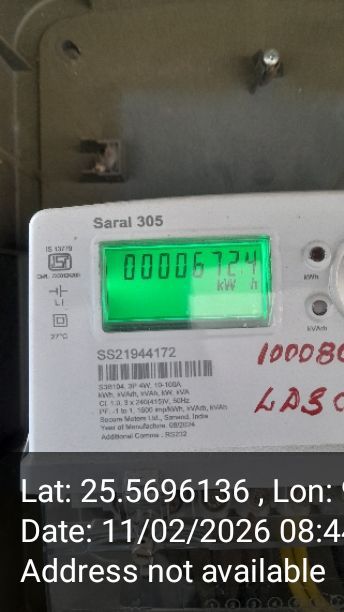 Saral 305
IS 13779
00006724
kW h
kWh
kVArh
27°C
SS21944172
10008
S3B104, 3P 4W, 10-100A
kWh, kVArh, kVAh, kW, kVA
Cl. 1.0, 3 x 240(415)V, 50Hz
PF, -1 to 1, 1600 imp/kWh, kVArh, kVAh
Secure Meters Ltd., Sanand, India
Year of Manufacture. 08/2024
Additional Comms : RS232
Lat: 25.5696136 , Lon:
Date: 11/02/2026 08:44
Address not available